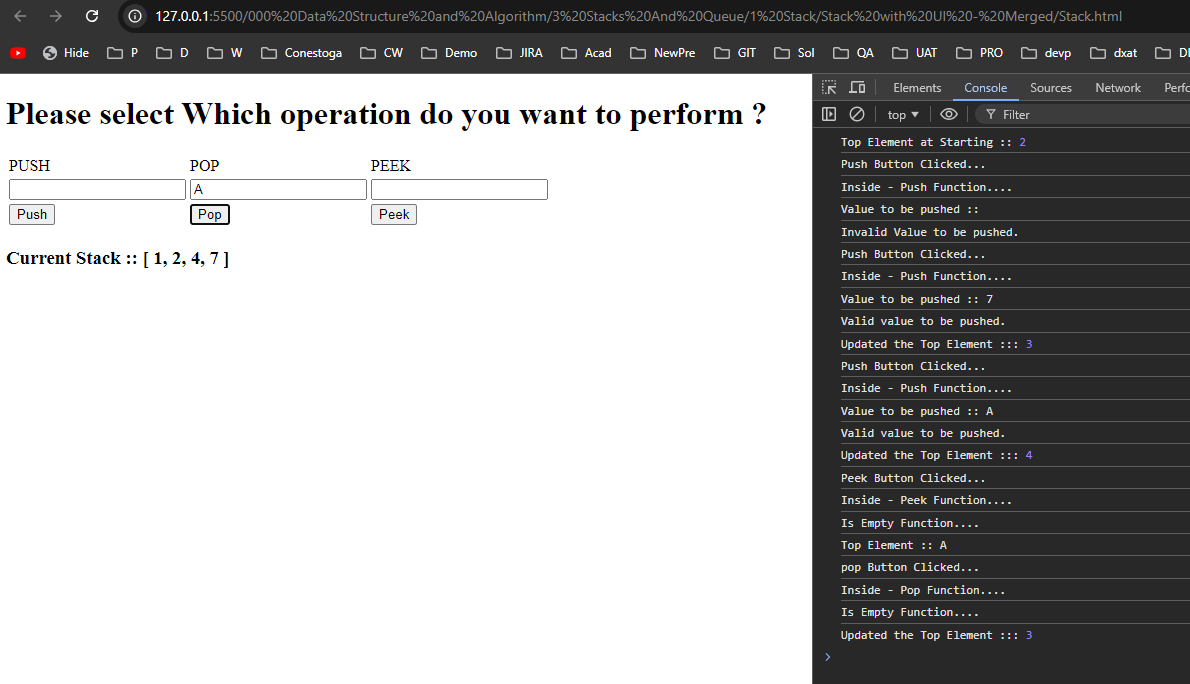 127.0.0.1:5500/000%20Data%20Structure%20and%20Algorithm/3%20Stacks%20And%20Queue/1%20Stack/Stack%20with%20UI%20-%20Merged/Stack.html
Hide P D W Conestoga CW Demo JIRA Acad NewPre GIT Sol QA UAT PRO devp dxat
Please select Which operation do you want to perform ?
PUSH POP PEEK
A
Push Pop Peek
Current Stack :: [ 1, 2, 4, 7 ]
Elements Console Sources Network Perfo
top Filter
Top Element at Starting :: 2
Push Button Clicked...
Inside - Push Function....
Value to be pushed ::
Invalid Value to be pushed.
Push Button Clicked...
Inside - Push Function....
Value to be pushed :: 7
Valid value to be pushed.
Updated the Top Element ::: 3
Push Button Clicked...
Inside - Push Function....
Value to be pushed :: A
Valid value to be pushed.
Updated the Top Element ::: 4
Peek Button Clicked...
Inside - Peek Function....
Is Empty Function....
Top Element :: A
pop Button Clicked...
Inside - Pop Function....
Is Empty Function....
Updated the Top Element ::: 3